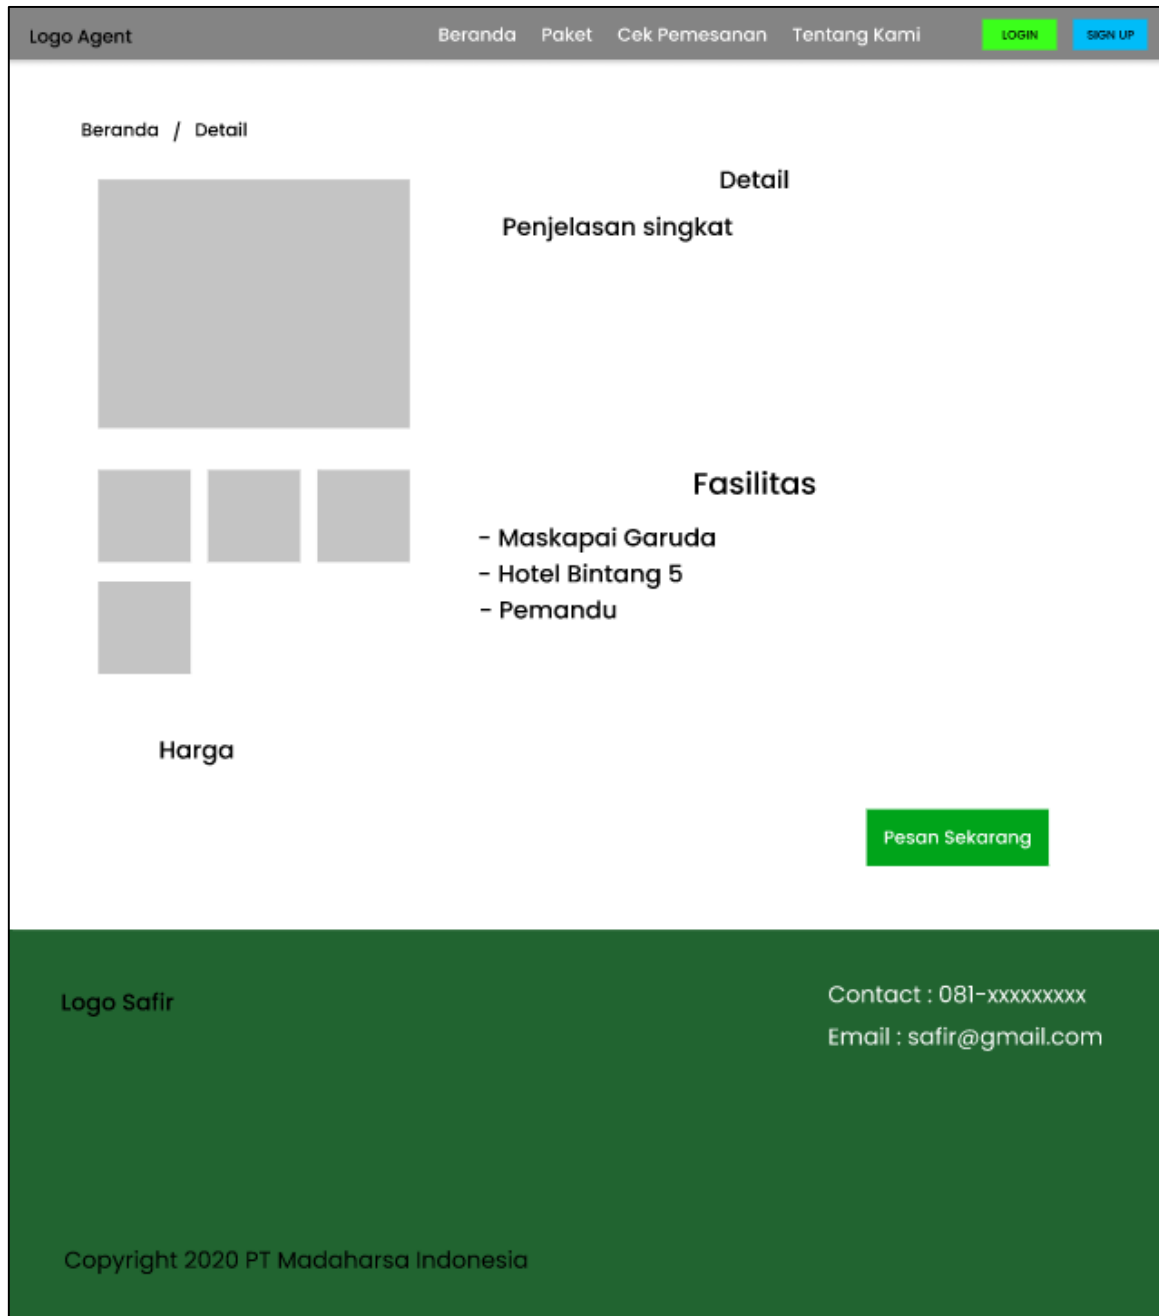 Logo Agent Beranda Paket Cek Pemesanan Tentang Kami LOGIN SIGN UP
Beranda / Detail
Detail
Penjelasan singkat
Fasilitas
- Maskapai Garuda
- Hotel Bintang 5
- Pemandu
Harga
Pesan Sekarang
Logo Safir
Contact : 081-xxxxxxxxx
Email : safir@gmail.com
Copyright 2020 PT Madaharsa Indonesia